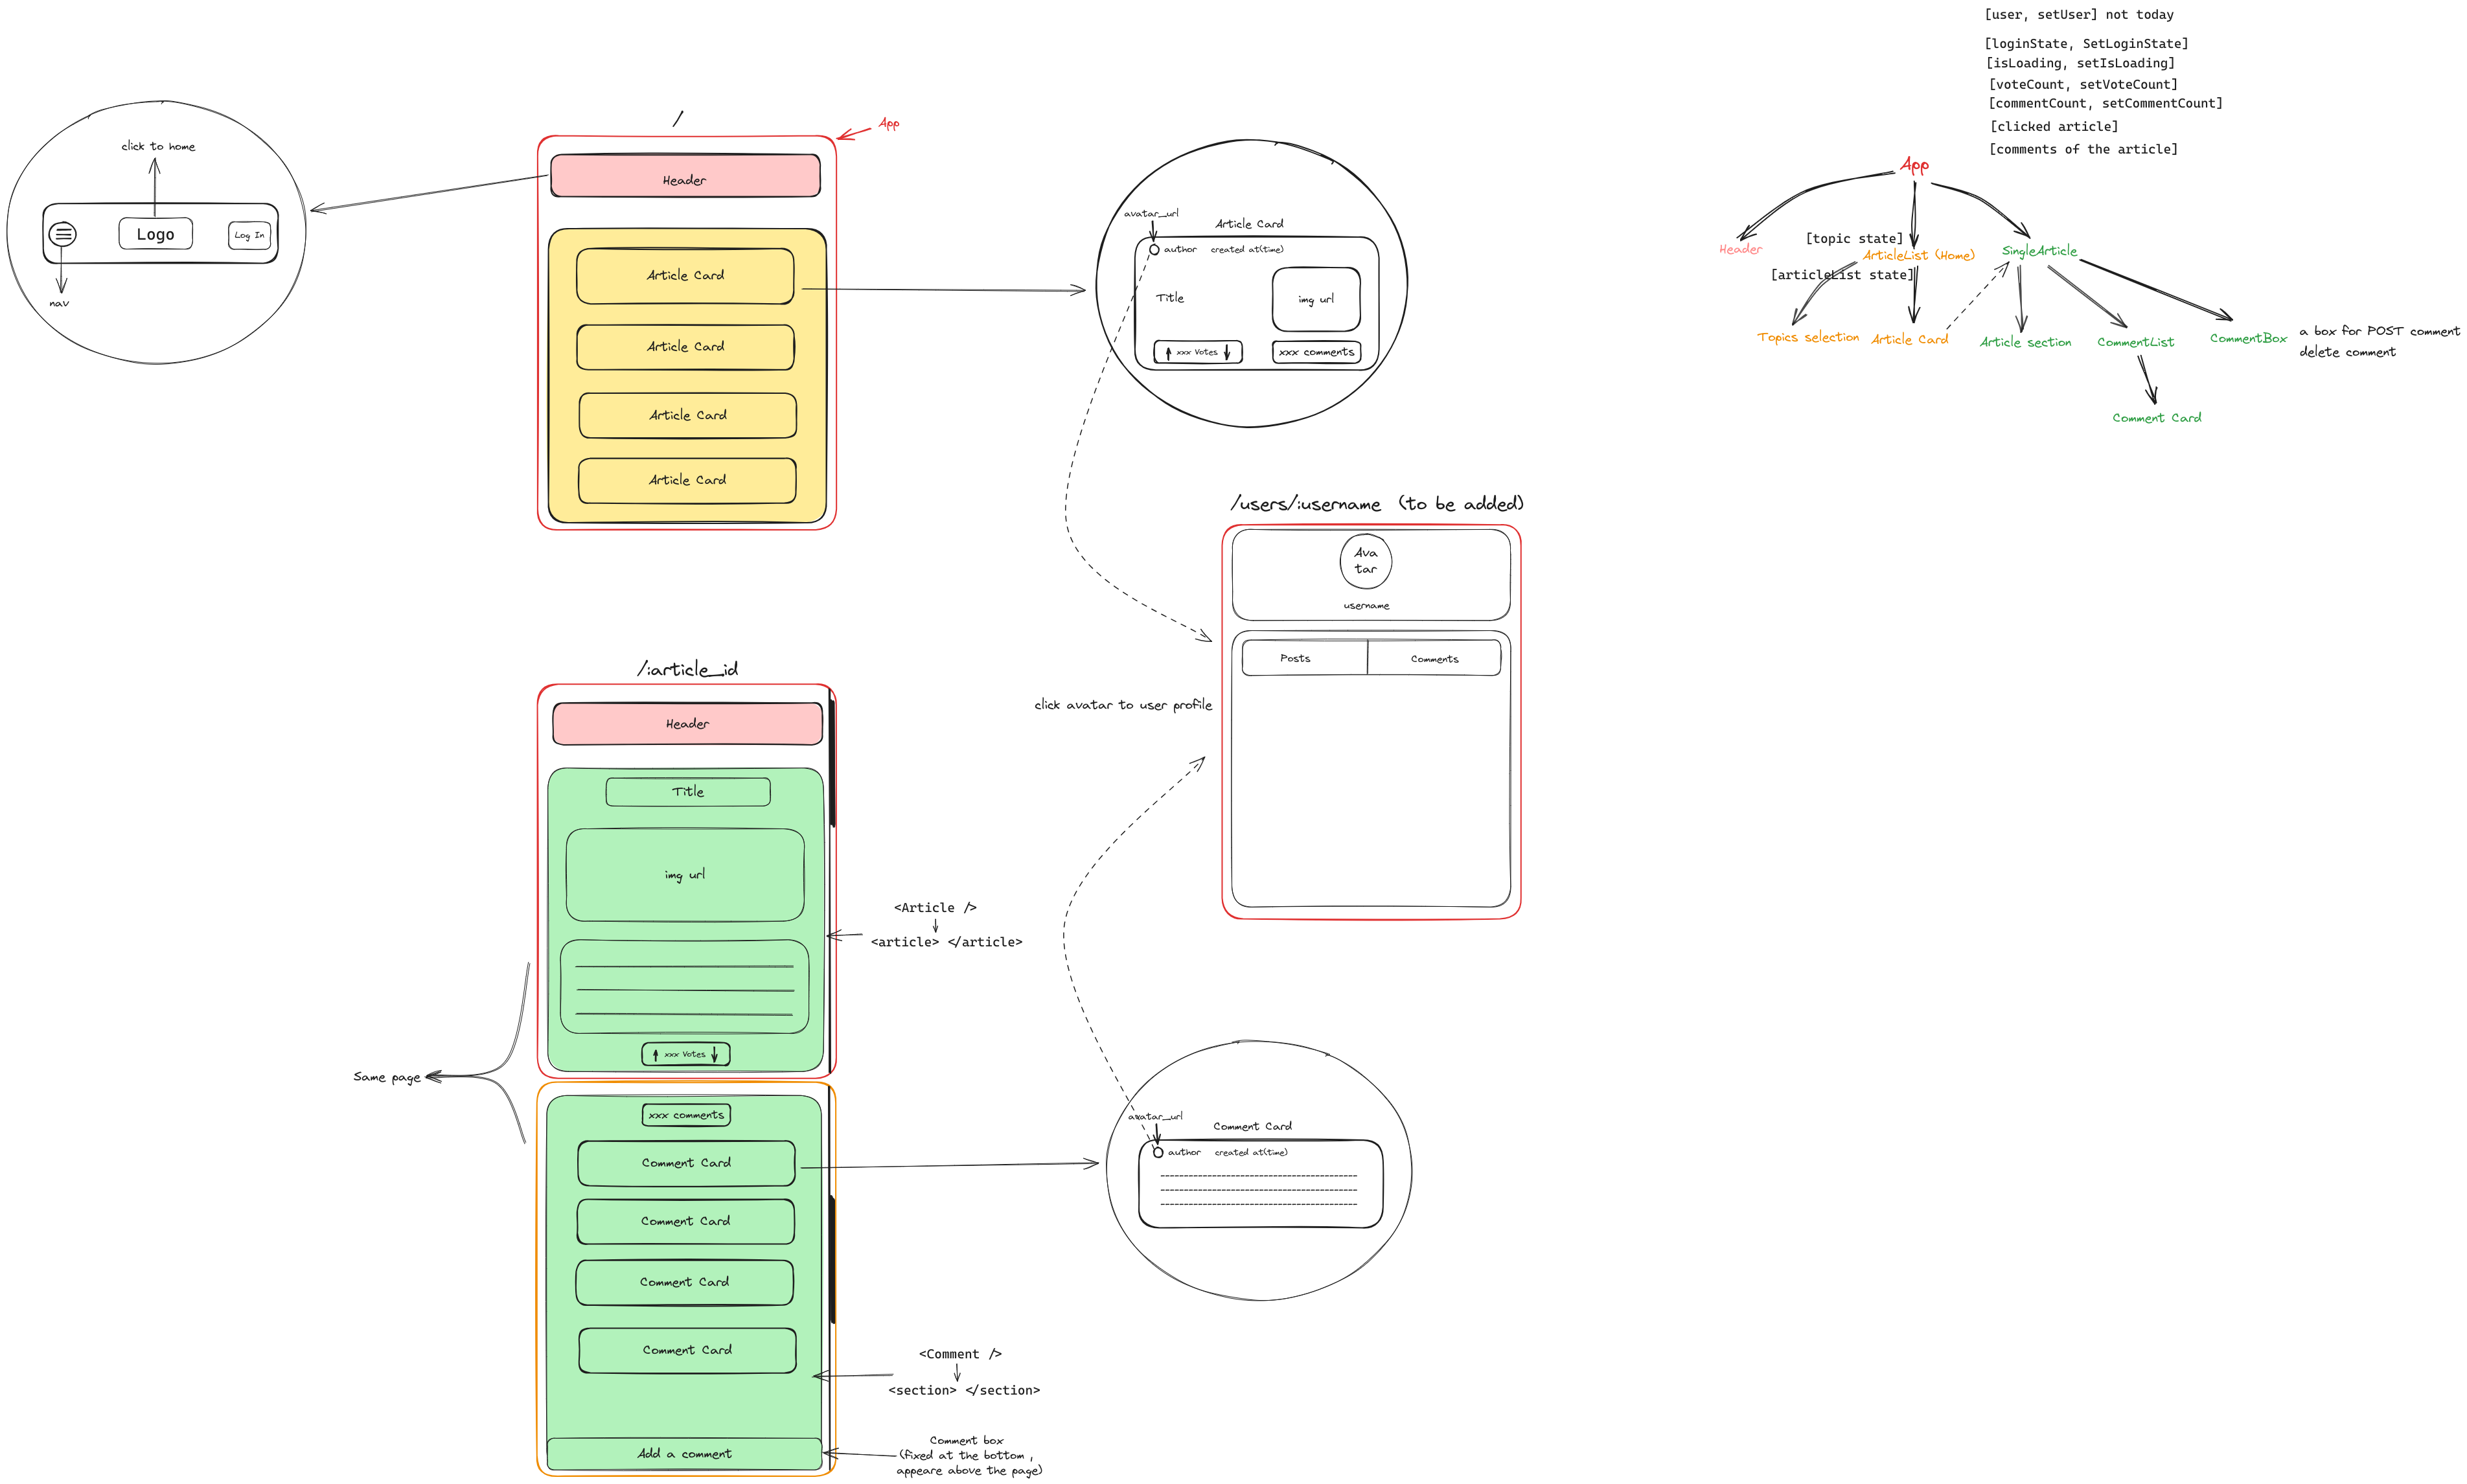 [user, setUser] not today
[loginState, SetLoginState]
[isLoading, setIsLoading]
[voteCount, setVoteCount]
[commentCount, setCommentCount]
[clicked article]
[comments of the article]
App
Header
[topic state]
ArticleList (Home)
[articleList state]
SingleArticle
Topics selection
Article Card
Article section
CommentList
CommentBox
a box for POST comment
delete comment
Comment Card
click to home
Logo
Log In
nav
/
App
Header
Article Card
Article Card
Article Card
Article Card
avatar_url
Article Card
author
created at(time)
Title
img url
xxx Votes
xxx comments
/users/:username (to be added)
Ava
tar
username
Posts
Comments
click avatar to user profile
/:article_id
Header
Title
img url
<Article />
<article> </article>
xxx Votes
Same page
xxx comments
Comment Card
Comment Card
Comment Card
Comment Card
avatar_url
Comment Card
author
created at(time)
<Comment />
<section> </section>
Add a comment
Comment box
(fixed at the bottom ,
appeare above the page)